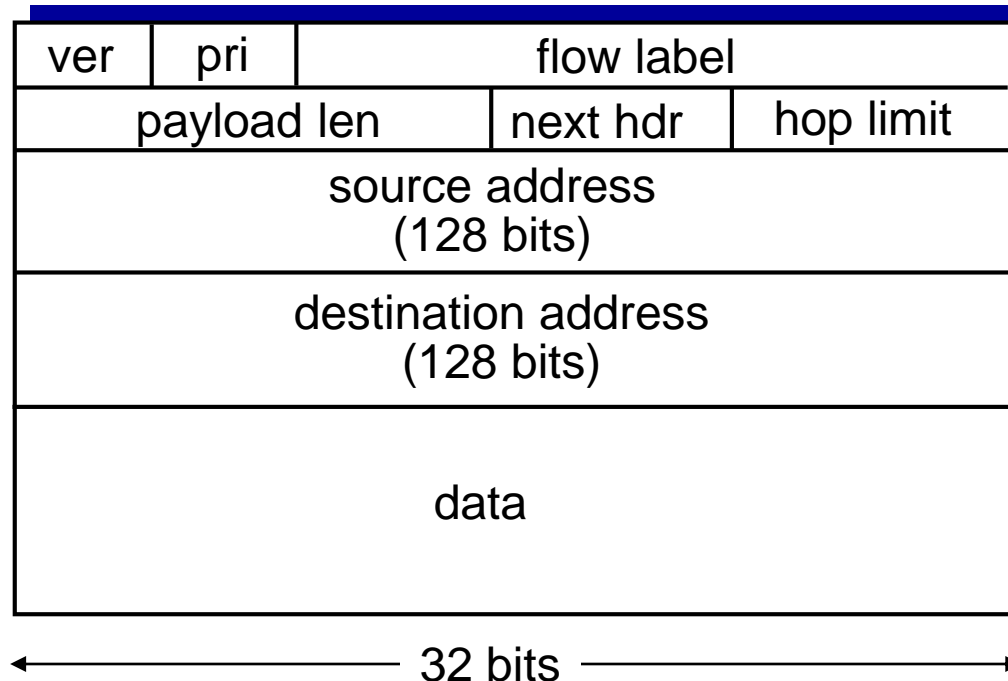 ver pri flow label
payload len next hdr hop limit
source address
(128 bits)
destination address
(128 bits)
data
32 bits